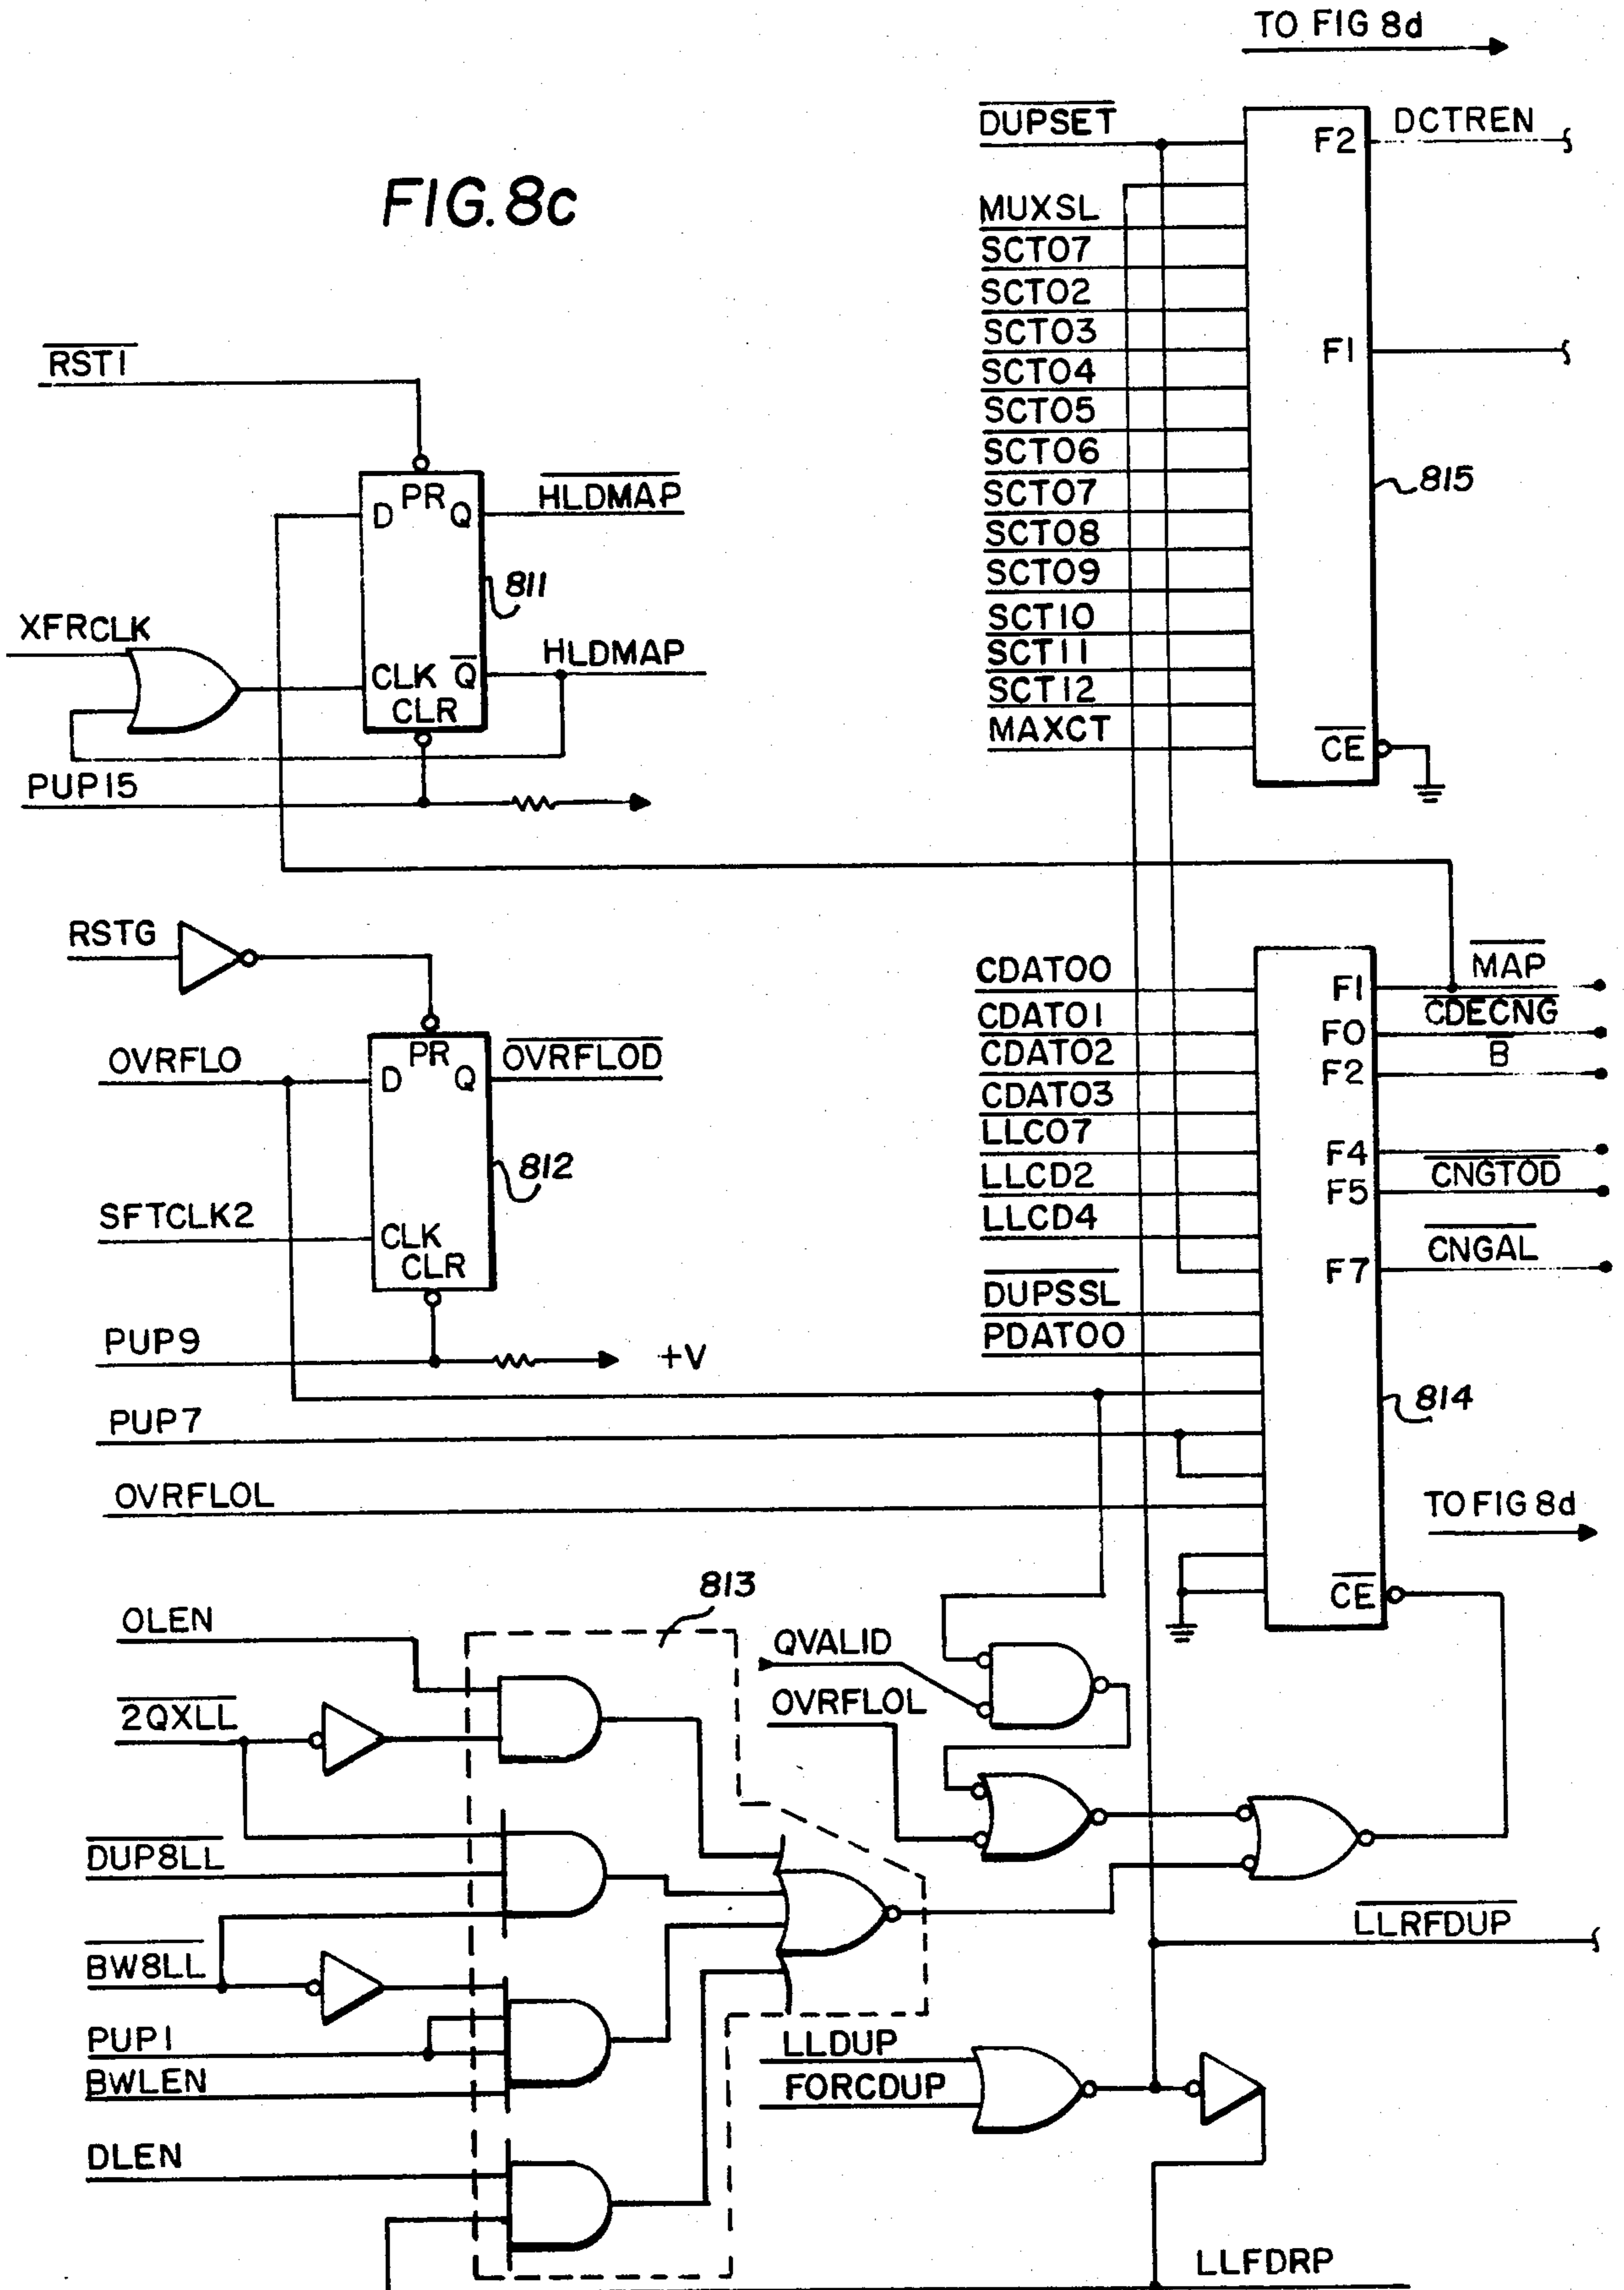 TO FIG 8d
FIG. 8c
DUPSET
MUXSL
SCT07
SCT02
SCT03
SCT04
SCT05
SCT06
SCT07
SCT08
SCT09
SCT10
SCT11
SCT12
MAXCT
F2
F1
CE
DCTREN
815
RST1
D
PR
Q
HLDMAP
811
XFRCLK
CLK
Q
CLR
HLDMAP
PUP15
RSTG
OVRFLO
D
PR
Q
OVRFLOD
812
SFTCLK2
CLK
CLR
PUP9
+V
PUP7
OVRFLOL
CDAT00
CDAT01
CDAT02
CDAT03
LLC07
LLCD2
LLCD4
DUPSSL
PDAT00
F1
F0
F2
F4
F5
F7
CE
MAP
CDECNG
B
CNGTOD
CNGAL
814
TO FIG 8d
813
OLEN
2QXLL
DUP8LL
BW8LL
PUP1
BWLEN
DLEN
QVALID
OVRFLOL
LLRFDUP
LLDUP
FORCDUP
LLFDRP